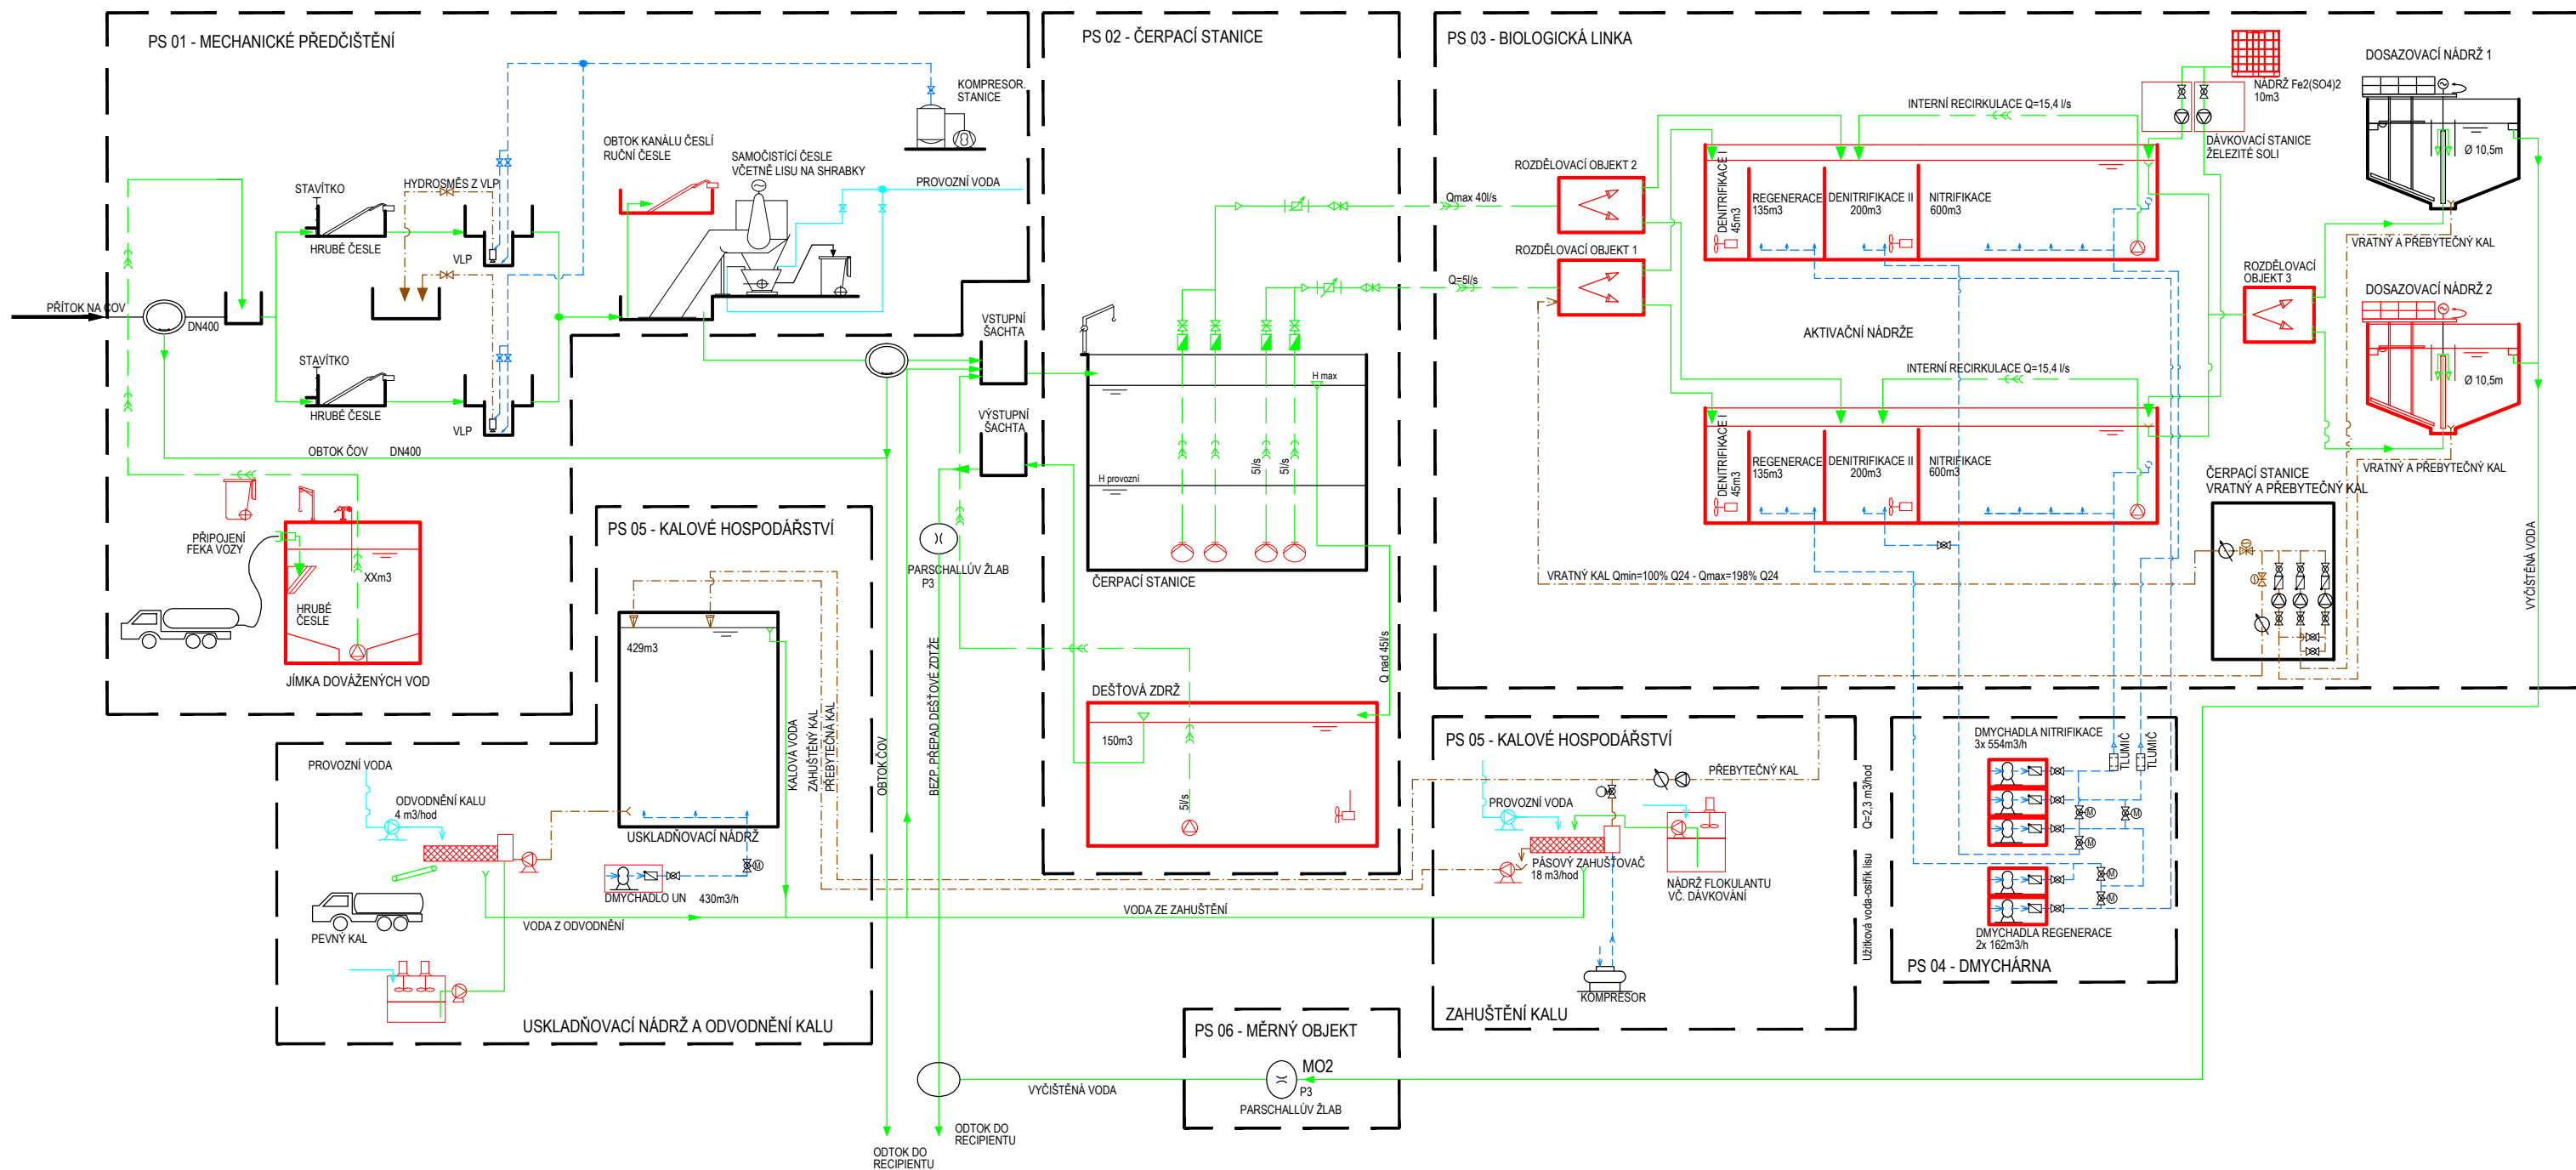 PS 01 - MECHANICKÉ PŘEDČIŠTĚNÍ
KOMPRESOR.
STANICE
OBTOK KANÁLU ČESLÍ
RUČNÍ ČESLE
SAMOČISTÍCÍ ČESLE
VČETNĚ LISU NA SHRABKY
PROVOZNÍ VODA
STAVÍTKO
HYDROSMĚS Z VLP
HRUBÉ ČESLE
VLP
PŘÍTOK NA COV
DN400
STAVÍTKO
HRUBÉ ČESLE
VLP
OBTOK ČOV
DN400
PŘIPOJENÍ
FEKA VOZY
XXm3
HRUBÉ
ČESLE
JÍMKA DOVÁŽENÝCH VOD
PS 02 - ČERPACÍ STANICE
VSTUPNÍ
ŠACHTA
VÝSTUPNÍ
ŠACHTA
H max
H provozní
5l/s
5l/s
ČERPACÍ STANICE
PARSCHALLŮV ŽLAB
P3
Q nad 45l/s
DEŠŤOVÁ ZDRŽ
150m3
5l/s
PS 03 - BIOLOGICKÁ LINKA
Qmax 40l/s
Q=5l/s
ROZDĚLOVACÍ OBJEKT 2
ROZDĚLOVACÍ OBJEKT 1
INTERNÍ RECIRKULACE Q=15,4 l/s
DENITRIFIKACE I
45m3
REGENERACE
135m3
DENITRIFIKACE II
200m3
NITRIFIKACE
600m3
NÁDRŽ Fe2(SO4)2
10m3
DÁVKOVACÍ STANICE
ŽELEZITÉ SOLI
DOSAZOVACÍ NÁDRŽ 1
Ø 10,5m
VRATNÝ A PŘEBYTEČNÝ KAL
ROZDĚLOVACÍ
OBJEKT 3
DOSAZOVACÍ NÁDRŽ 2
Ø 10,5m
VRATNÝ A PŘEBYTEČNÝ KAL
AKTIVAČNÍ NÁDRŽE
INTERNÍ RECIRKULACE Q=15,4 l/s
DENITRIFIKACE I
45m3
REGENERACE
135m3
DENITRIFIKACE II
200m3
NITRIFIKACE
600m3
ČERPACÍ STANICE
VRATNÝ A PŘEBYTEČNÝ KAL
VRATNÝ KAL Qmin=100% Q24 - Qmax=198% Q24
VYČIŠTĚNÁ VODA
PS 05 - KALOVÉ HOSPODÁŘSTVÍ
429m3
KALOVÁ VODA
ZAHUŠTĚNÝ KAL
PŘEBYTEČNÁ KAL
OBTOK ČOV
BEZP. PŘEPAD DEŠŤOVÉ ZDTŽE
PROVOZNÍ VODA
ODVODNĚNÍ KALU
4 m3/hod
USKLADŇOVACÍ NÁDRŽ
M
DMYCHADLO UN
430m3/h
PEVNÝ KAL
VODA Z ODVODNĚNÍ
USKLADŇOVACÍ NÁDRŽ A ODVODNĚNÍ KALU
VODA ZE ZAHUŠTĚNÍ
PS 05 - KALOVÉ HOSPODÁŘSTVÍ
PŘEBYTEČNÝ KAL
PROVOZNÍ VODA
PÁSOVÝ ZAHUŠŤOVAČ
18 m3/hod
NÁDRŽ FLOKULANTU
VČ. DÁVKOVÁNÍ
KOMPRESOR
ZAHUŠTĚNÍ KALU
Užitková voda-ostřik lisu
Q=2,3 m3/hod
DMYCHADLA NITRIFIKACE
3x 554m3/h
TLUMIČ
TLUMIČ
M
M
M
M
M
DMYCHADLA REGENERACE
2x 162m3/h
PS 04 - DMYCHÁRNA
PS 06 - MĚRNÝ OBJEKT
MO2
P3
PARSCHALLŮV ŽLAB
VYČIŠTĚNÁ VODA
ODTOK DO
RECIPIENTU
ODTOK DO
RECIPIENTU